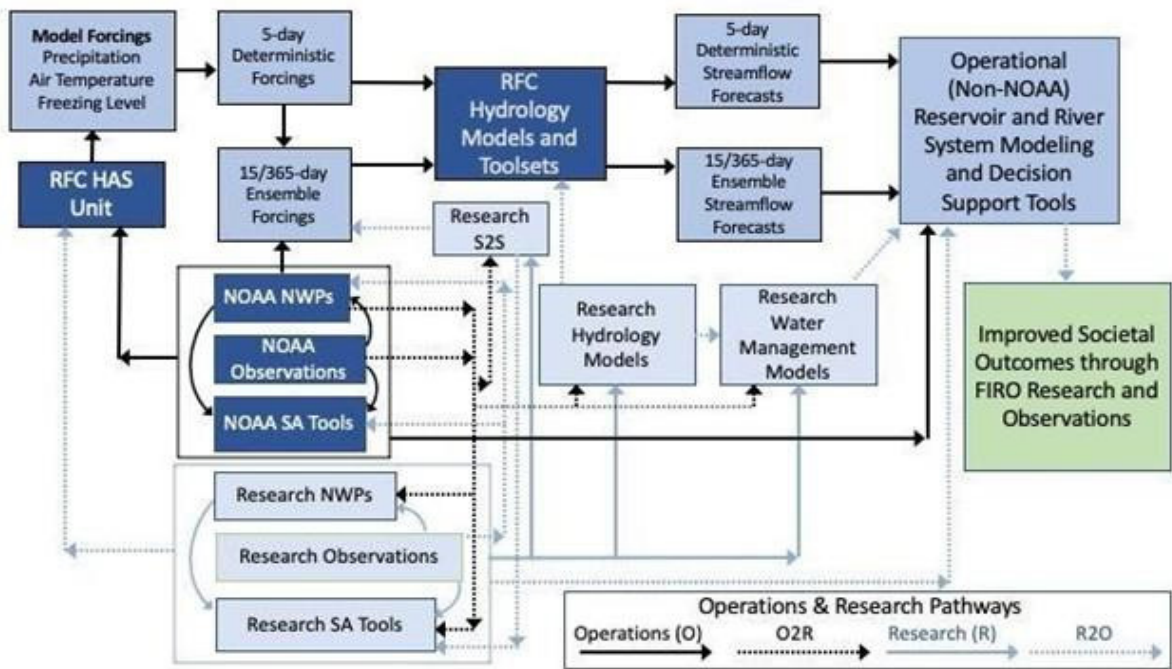 Model Forcings
Precipitation
Air Temperature
Freezing Level
5-day
Deterministic
Forcings
RFC
Hydrology
Models and
Toolsets
5-day
Deterministic
Streamflow
Forecasts
Operational
(Non-NOAA)
Reservoir and River
System Modeling
and Decision
Support Tools
RFC HAS
Unit
15/365-day
Ensemble
Forcings
15/365-day
Ensemble
Streamflow
Forecasts
Research
S2S
NOAA NWPs
NOAA
Observations
NOAA SA Tools
Research
Hydrology
Models
Research
Water
Management
Models
Improved Societal
Outcomes through
FIRO Research and
Observations
Research NWPs
Research Observations
Research SA Tools
Operations & Research Pathways
Operations (O)
O2R
Research (R)
R2O